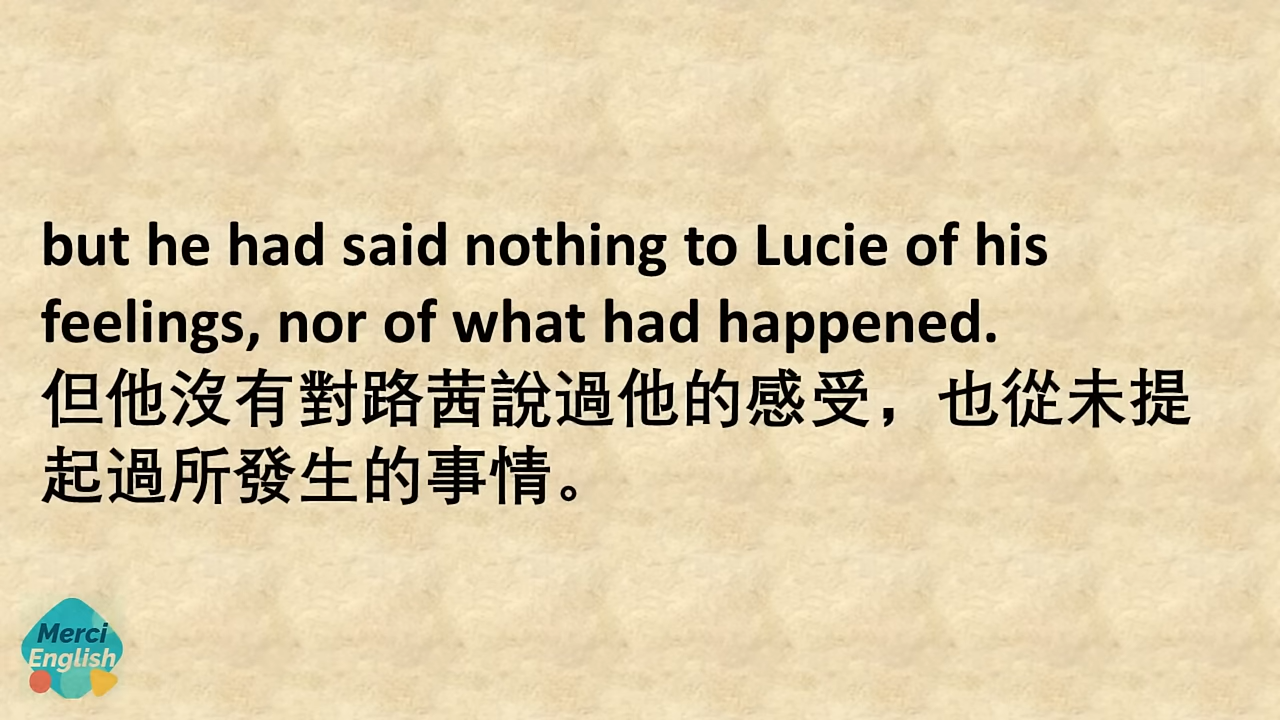 but he had said nothing to Lucie of his
feelings, nor of what had happened.
但他沒有對路茜說過他的感受，也從未提
起過所發生的事情。
Merci
English